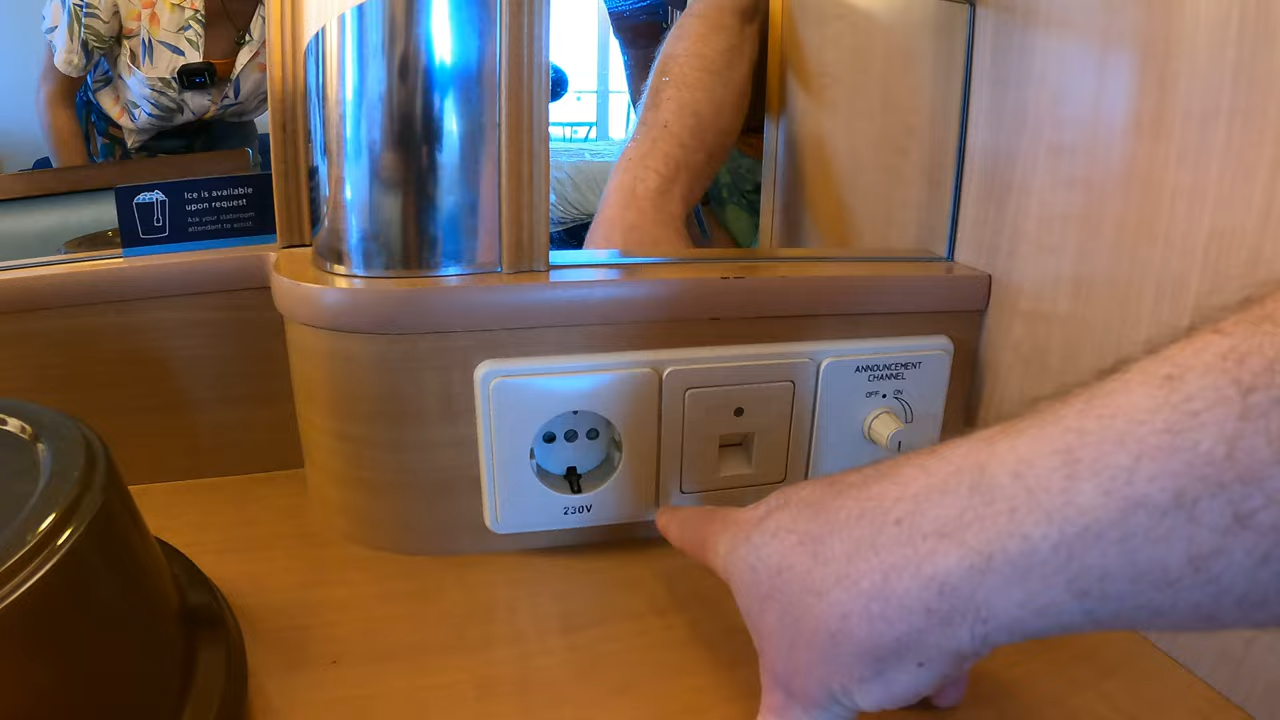 Ice is available
upon request
Ask your stateroom
attendant to assist.
ANNOUNCEMENT
CHANNEL
OFF ON
230V